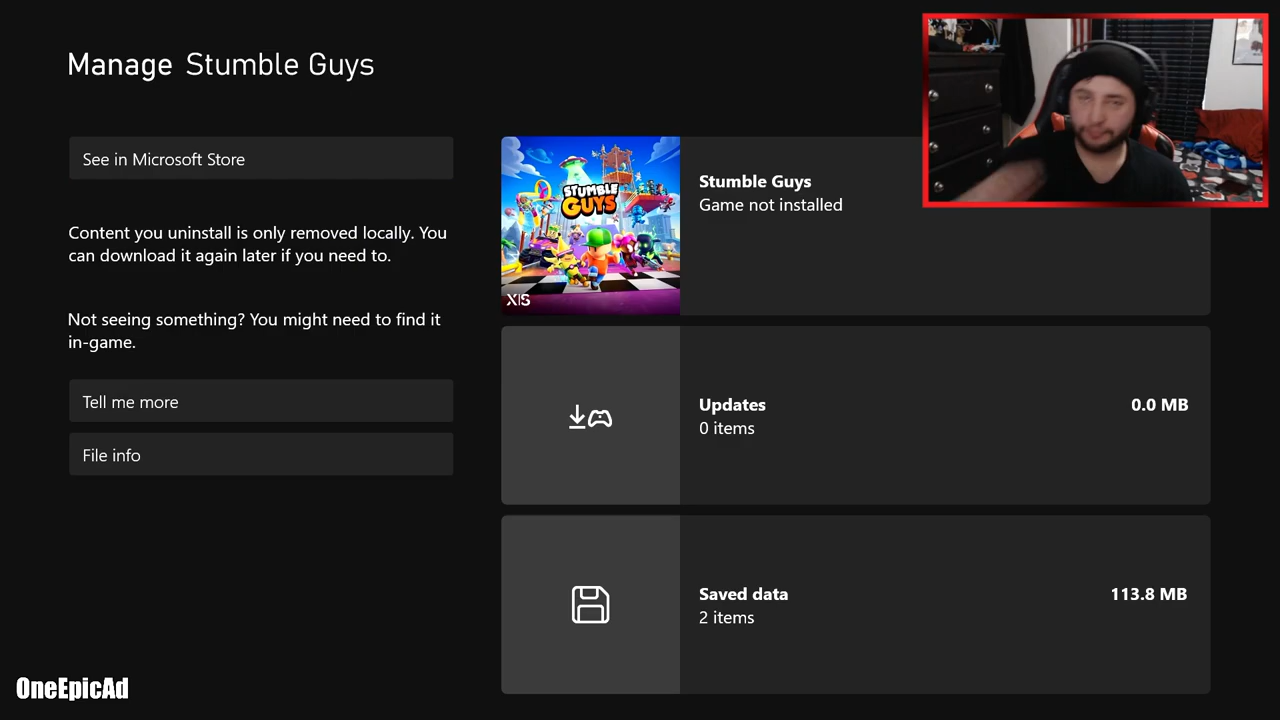 Manage Stumble Guys
See in Microsoft Store
Content you uninstall is only removed locally. You
can download it again later if you need to.
Not seeing something? You might need to find it
in-game.
Tell me more
File info
STUMBLE
GUYS
X|S
Stumble Guys
Game not installed
Updates
0.0 MB
0 items
Saved data
113.8 MB
2 items
OneEpicAd